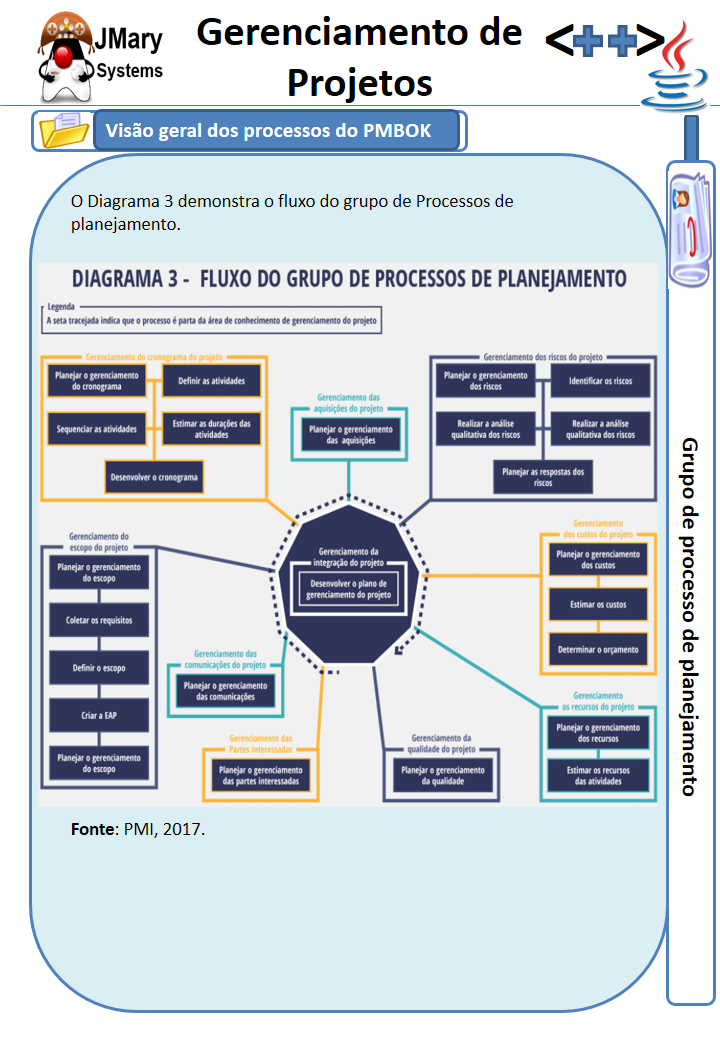 JMary
Systems
Gerenciamento de
Projetos
<++>
Visão geral dos processos do PMBOK
O Diagrama 3 demonstra o fluxo do grupo de Processos de
planejamento.
DIAGRAMA 3 - FLUXO DO GRUPO DE PROCESSOS DE PLANEJAMENTO
Legenda
A seta tracejada indica que o processo é parte da área de conhecimento de gerenciamento do projeto
Gerenciamento do cronograma do projeto
Planejar o gerenciamento
do cronograma
Definir as atividades
Sequenciar as atividades
Estimar as durações das
atividades
Desenvolver o cronograma
Gerenciamento das
aquisições do projeto
Planejar o gerenciamento
das aquisições
Gerenciamento dos riscos do projeto
Planejar o gerenciamento
dos riscos
Identificar os riscos
Realizar a análise
qualitativa dos riscos
Realizar a análise
qualitativa dos riscos
Planejar as respostas dos
riscos
Gerenciamento do
escopo do projeto
Planejar o gerenciamento
do escopo
Coletar os requisitos
Definir o escopo
Criar a EAP
Planejar o gerenciamento
do escopo
Gerenciamento da
integração do projeto
Desenvolver o plano de
gerenciamento do projeto
Gerenciamento
dos custos do projeto
Planejar o gerenciamento
dos custos
Estimar os custos
Determinar o orçamento
Gerenciamento das
comunicações do projeto
Planejar o gerenciamento
das comunicações
Gerenciamento das
Partes Interessadas
Planejar o gerenciamento
das partes interessadas
Gerenciamento da
qualidade do projeto
Planejar o gerenciamento
da qualidade
Gerenciamento
os recursos do projeto
Planejar o gerenciamento
dos recursos
Estimar os recursos
das atividades
Fonte: PMI, 2017.
Grupo de processo de planejamento